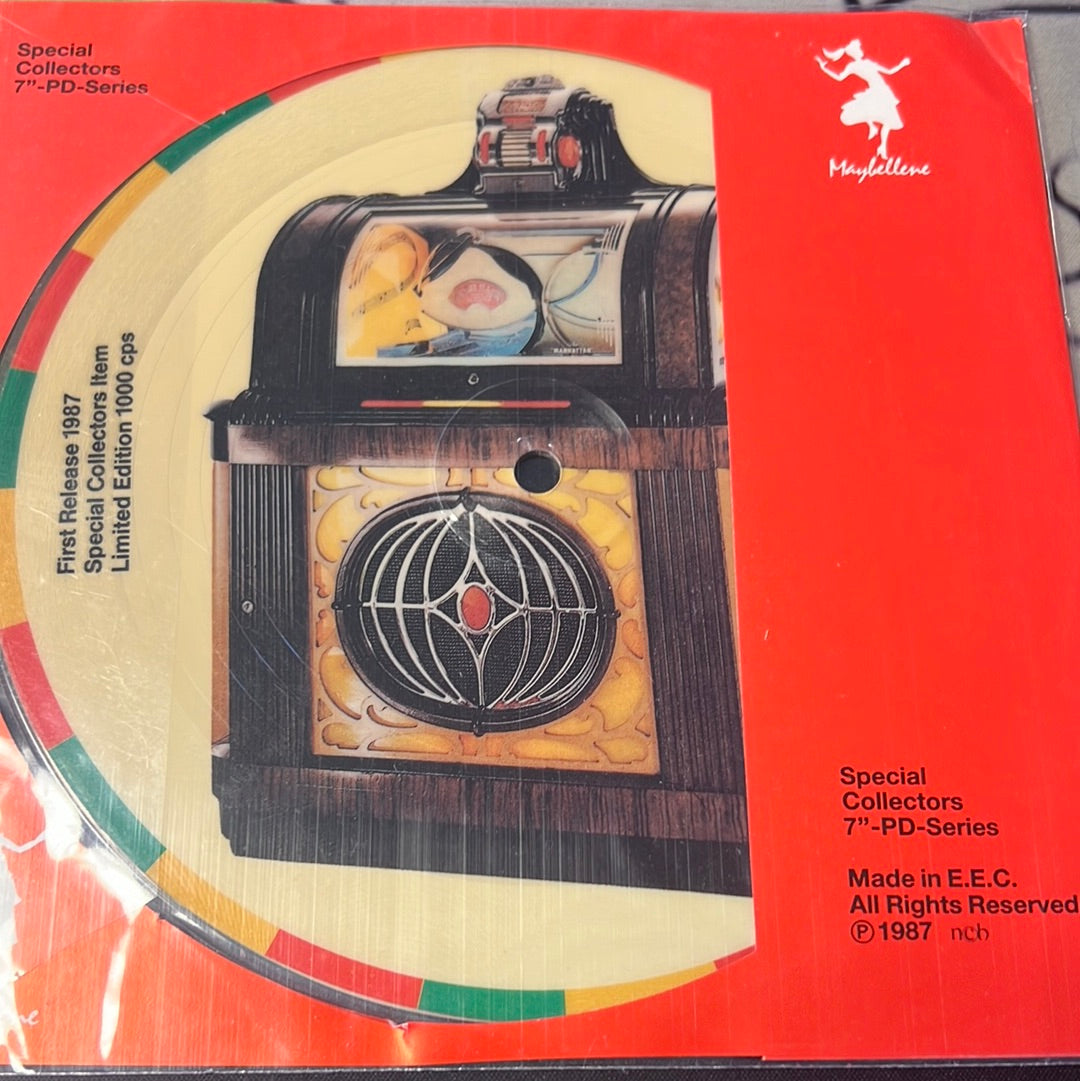 Special
Collectors
7”-PD-Series
Maybellene
First Release 1987
Special Collectors Item
Limited Edition 1000 cps
"MANHATTAN"
Special
Collectors
7”-PD-Series
Made in E.E.C.
All Rights Reserved
Ⓟ 1987 ncb